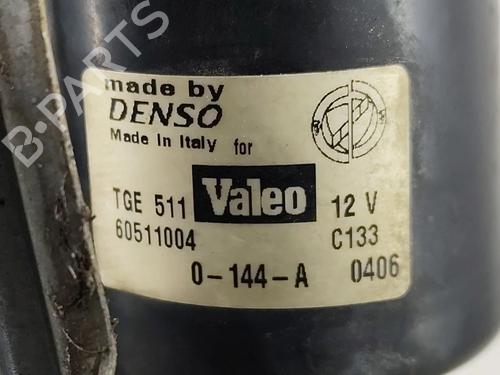 B-PARTS
made by
DENSO
Made In Italy for
TGE 511 Valeo 12 V
60511004 C133
0-144-A 0406